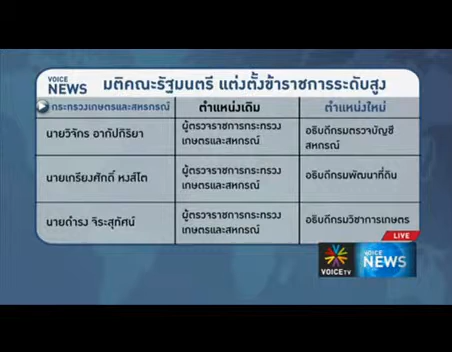 VOICE NEWS มติคณะรัฐมนตรี แต่งตั้งข้าราชการระดับสูง
กระทรวงเกษตรและสหกรณ์ ตำแหน่งเดิม ตำแหน่งใหม่
นายวิจักร อากัปกิริยา ผู้ตรวจราชการกระทรวง อธิบดีกรมตรวจบัญชี
เกษตรและสหกรณ์ สหกรณ์
นายเกรียงศักดิ์ หงส์โต ผู้ตรวจราชการกระทรวง อธิบดีกรมพัฒนาที่ดิน
เกษตรและสหกรณ์
นายดำรง จิระสุทัศน์ ผู้ตรวจราชการกระทรวง อธิบดีกรมวิชาการเกษตร
เกษตรและสหกรณ์
LIVE
VOICE TV VOICE NEWS